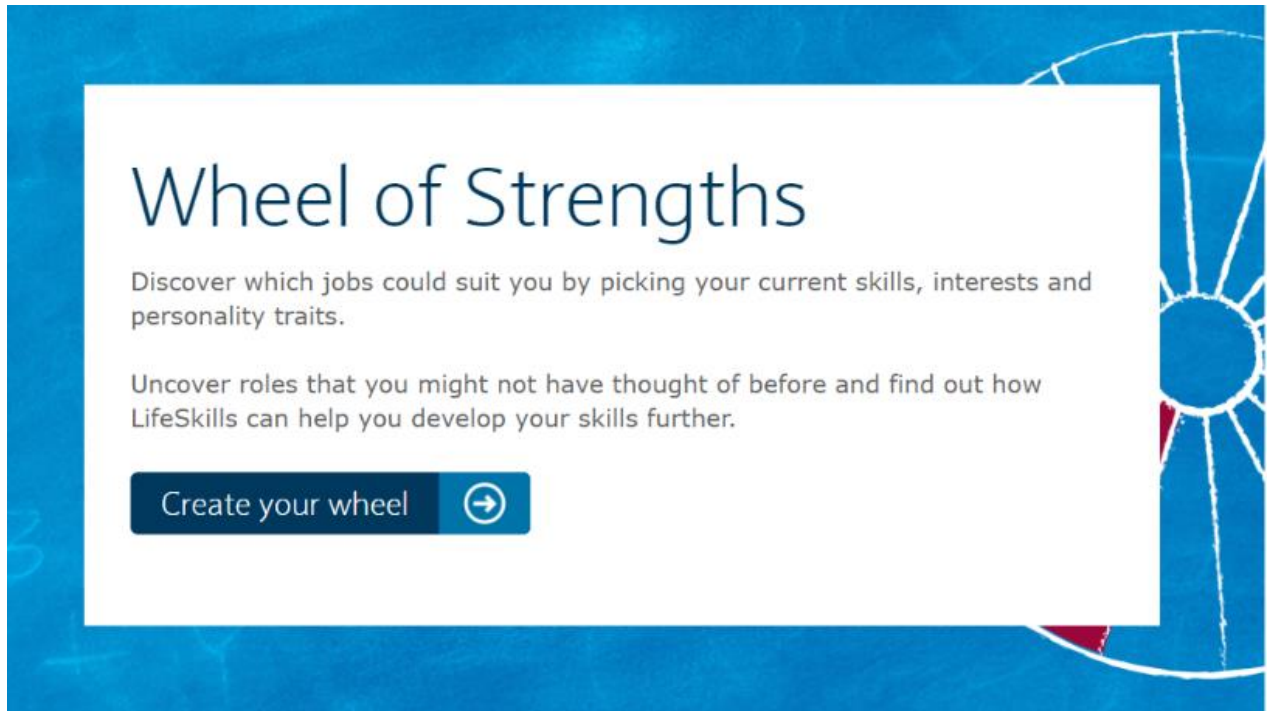 Wheel of Strengths
Discover which jobs could suit you by picking your current skills, interests and
personality traits.
Uncover roles that you might not have thought of before and find out how
LifeSkills can help you develop your skills further.
Create your wheel